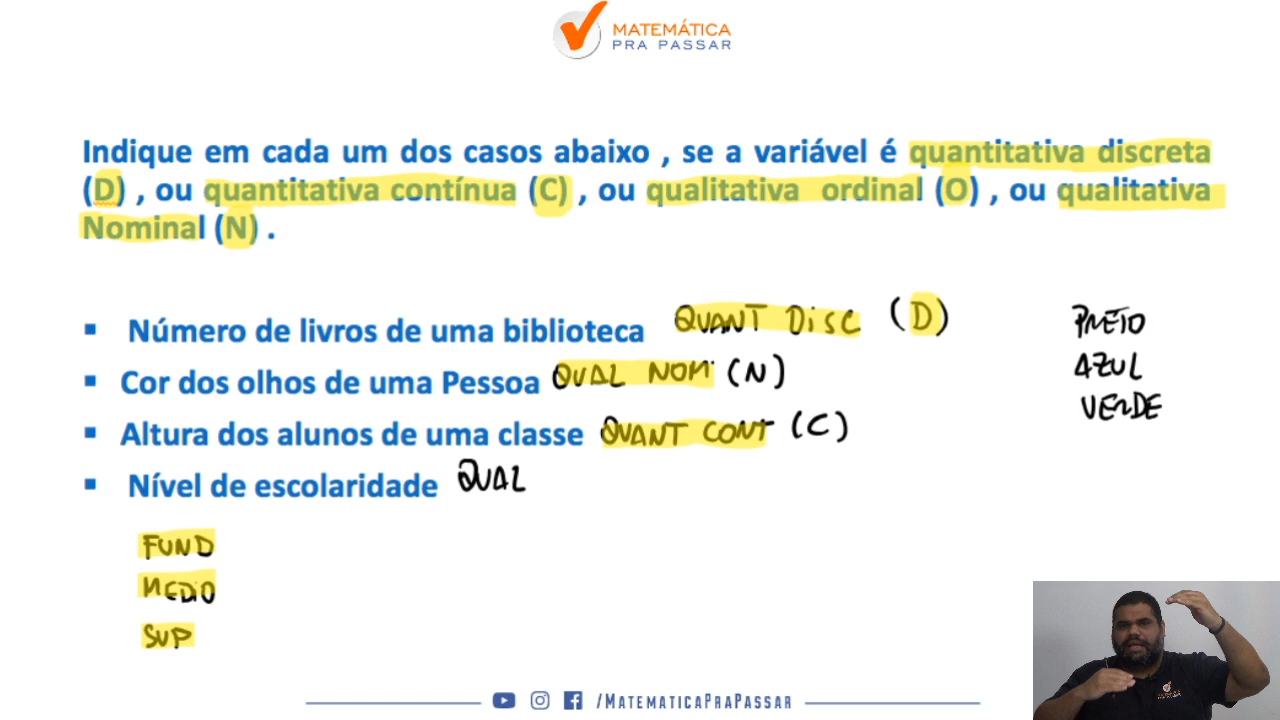 MATEMÁTICA
PRA PASSAR
Indique em cada um dos casos abaixo , se a variável é quantitativa discreta
(D) , ou quantitativa contínua (C) , ou qualitativa ordinal (O) , ou qualitativa
Nominal (N) .
▪ Número de livros de uma biblioteca QUANT DISC (D)
▪ Cor dos olhos de uma Pessoa QUAL NOM (N)
▪ Altura dos alunos de uma classe QUANT CONT (C)
▪ Nível de escolaridade QUAL
PRETO
AZUL
VERDE
FUND
MEDIO
SUP
/MATEMATICAPRAPASSAR